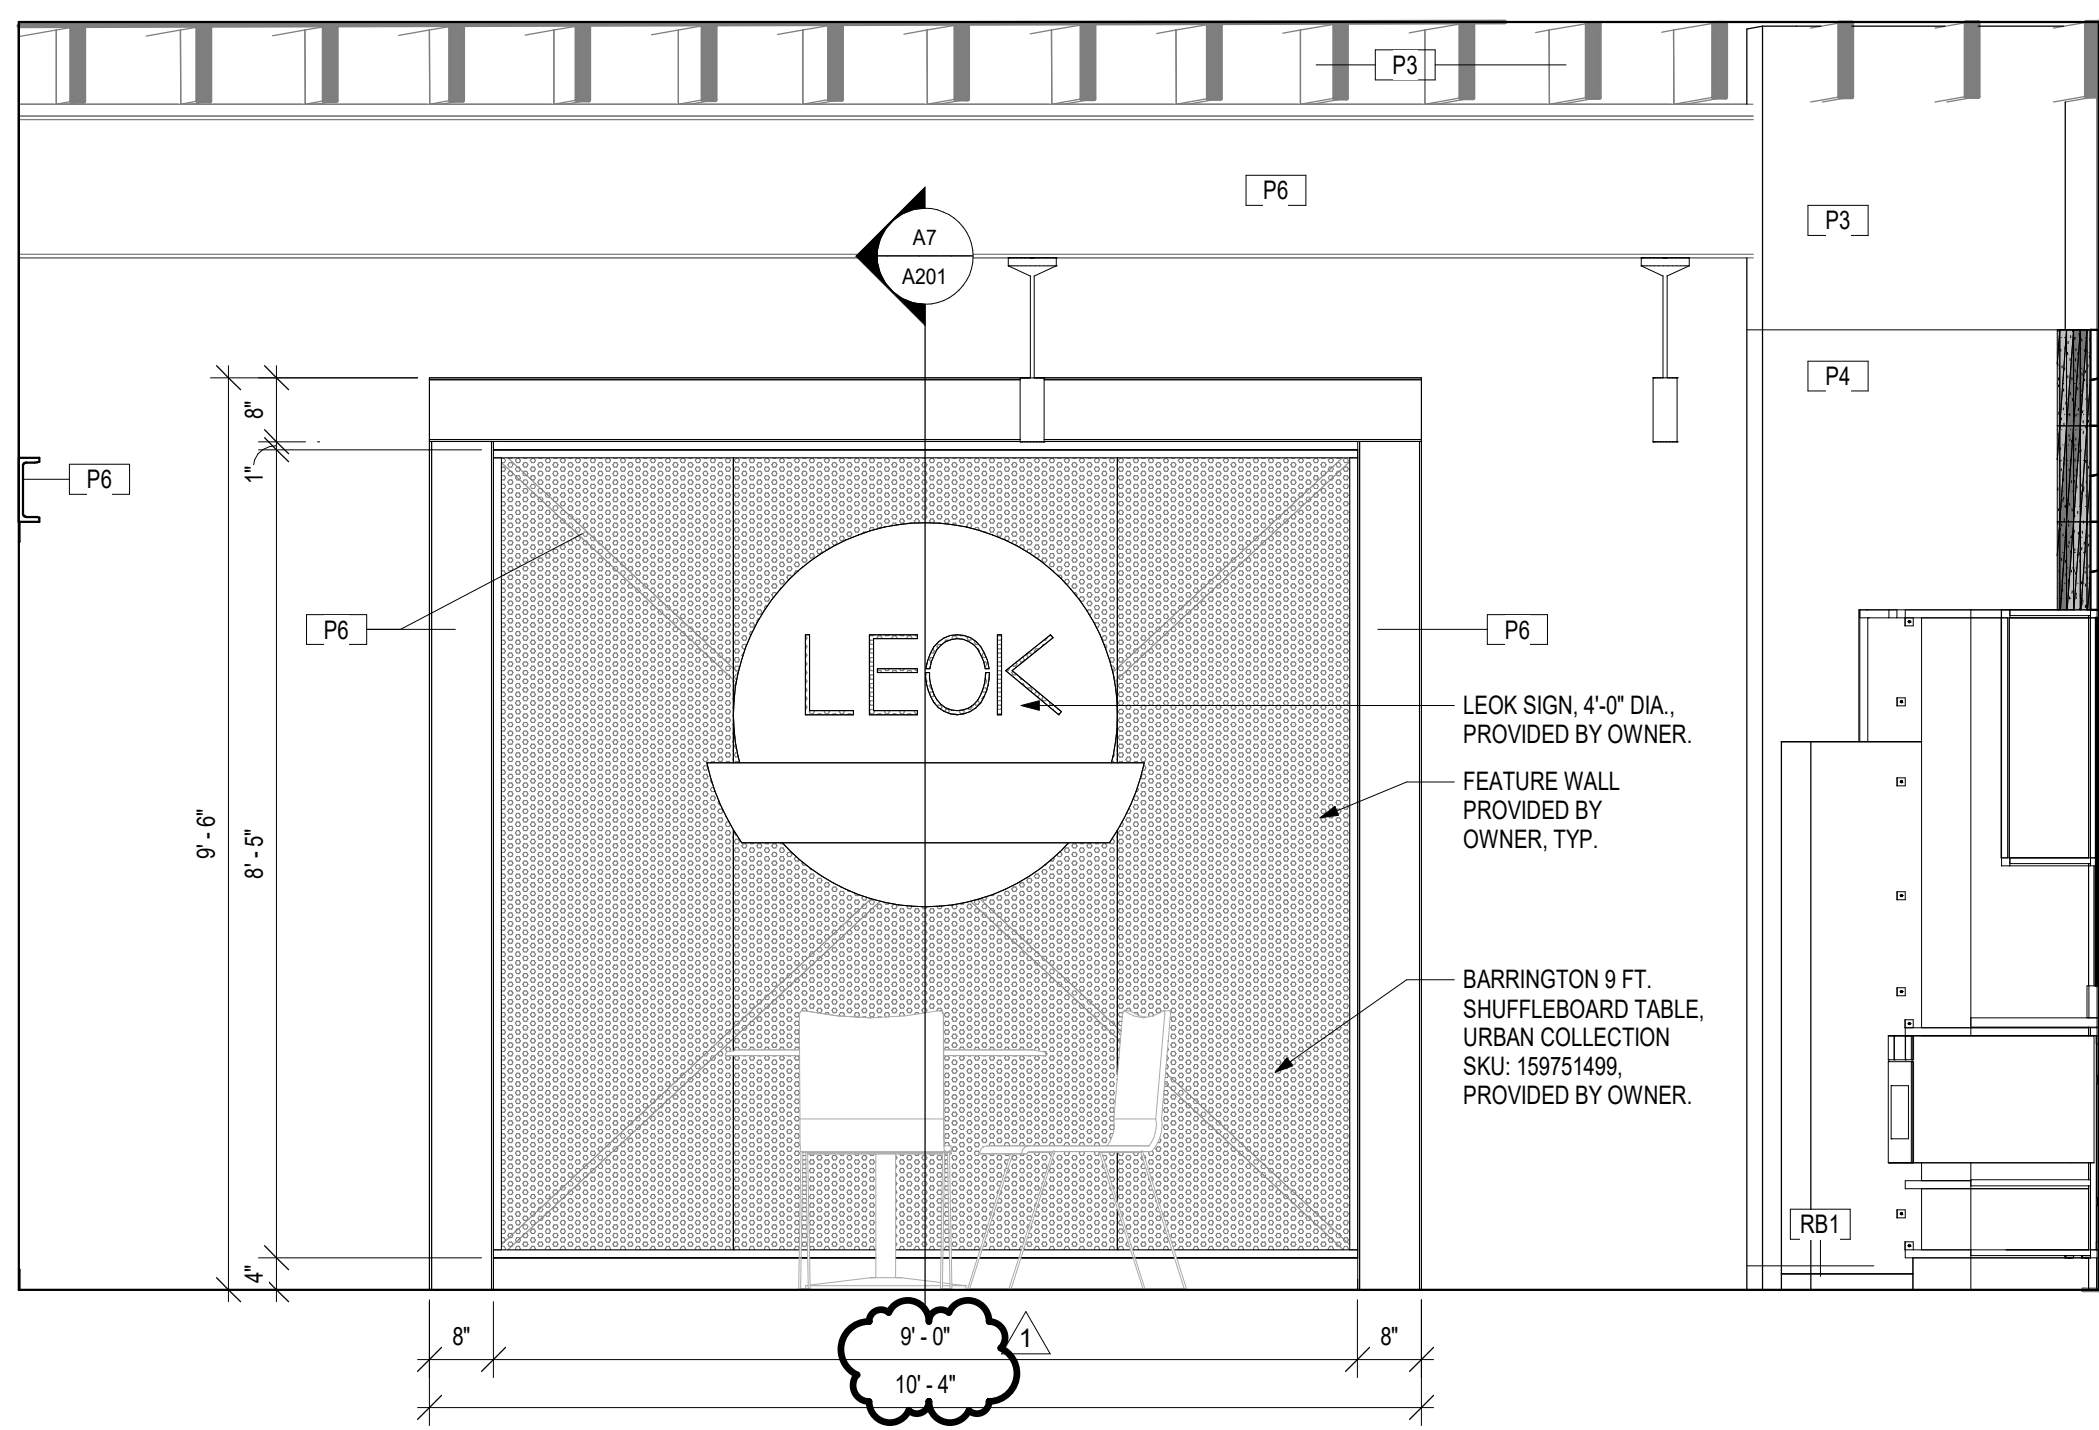 P3
P6
P3
A7
A201
P4
8"
1"
P6
P6
LEOK
P6
LEOK SIGN, 4'-0" DIA.,
PROVIDED BY OWNER.
FEATURE WALL
PROVIDED BY
OWNER, TYP.
9' - 6"
8' - 5"
BARRINGTON 9 FT.
SHUFFLEBOARD TABLE,
URBAN COLLECTION
SKU: 159751499,
PROVIDED BY OWNER.
RB1
4"
8"
9' - 0"
1
8"
10' - 4"